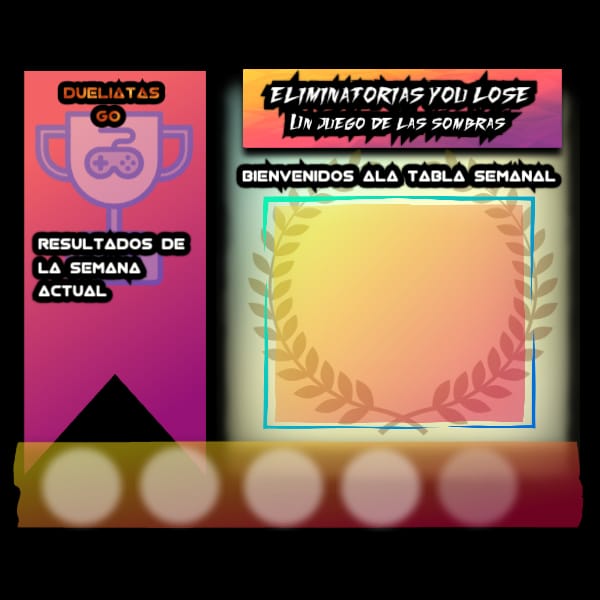 DUELIATAS
GO
RESULTADOS DE
LA SEMANA
ACTUAL
ELIMINATORIAS YOU LOSE
UN JUEGO DE LAS SOMBRAS
BIENVENIDOS ALA TABLA SEMANAL